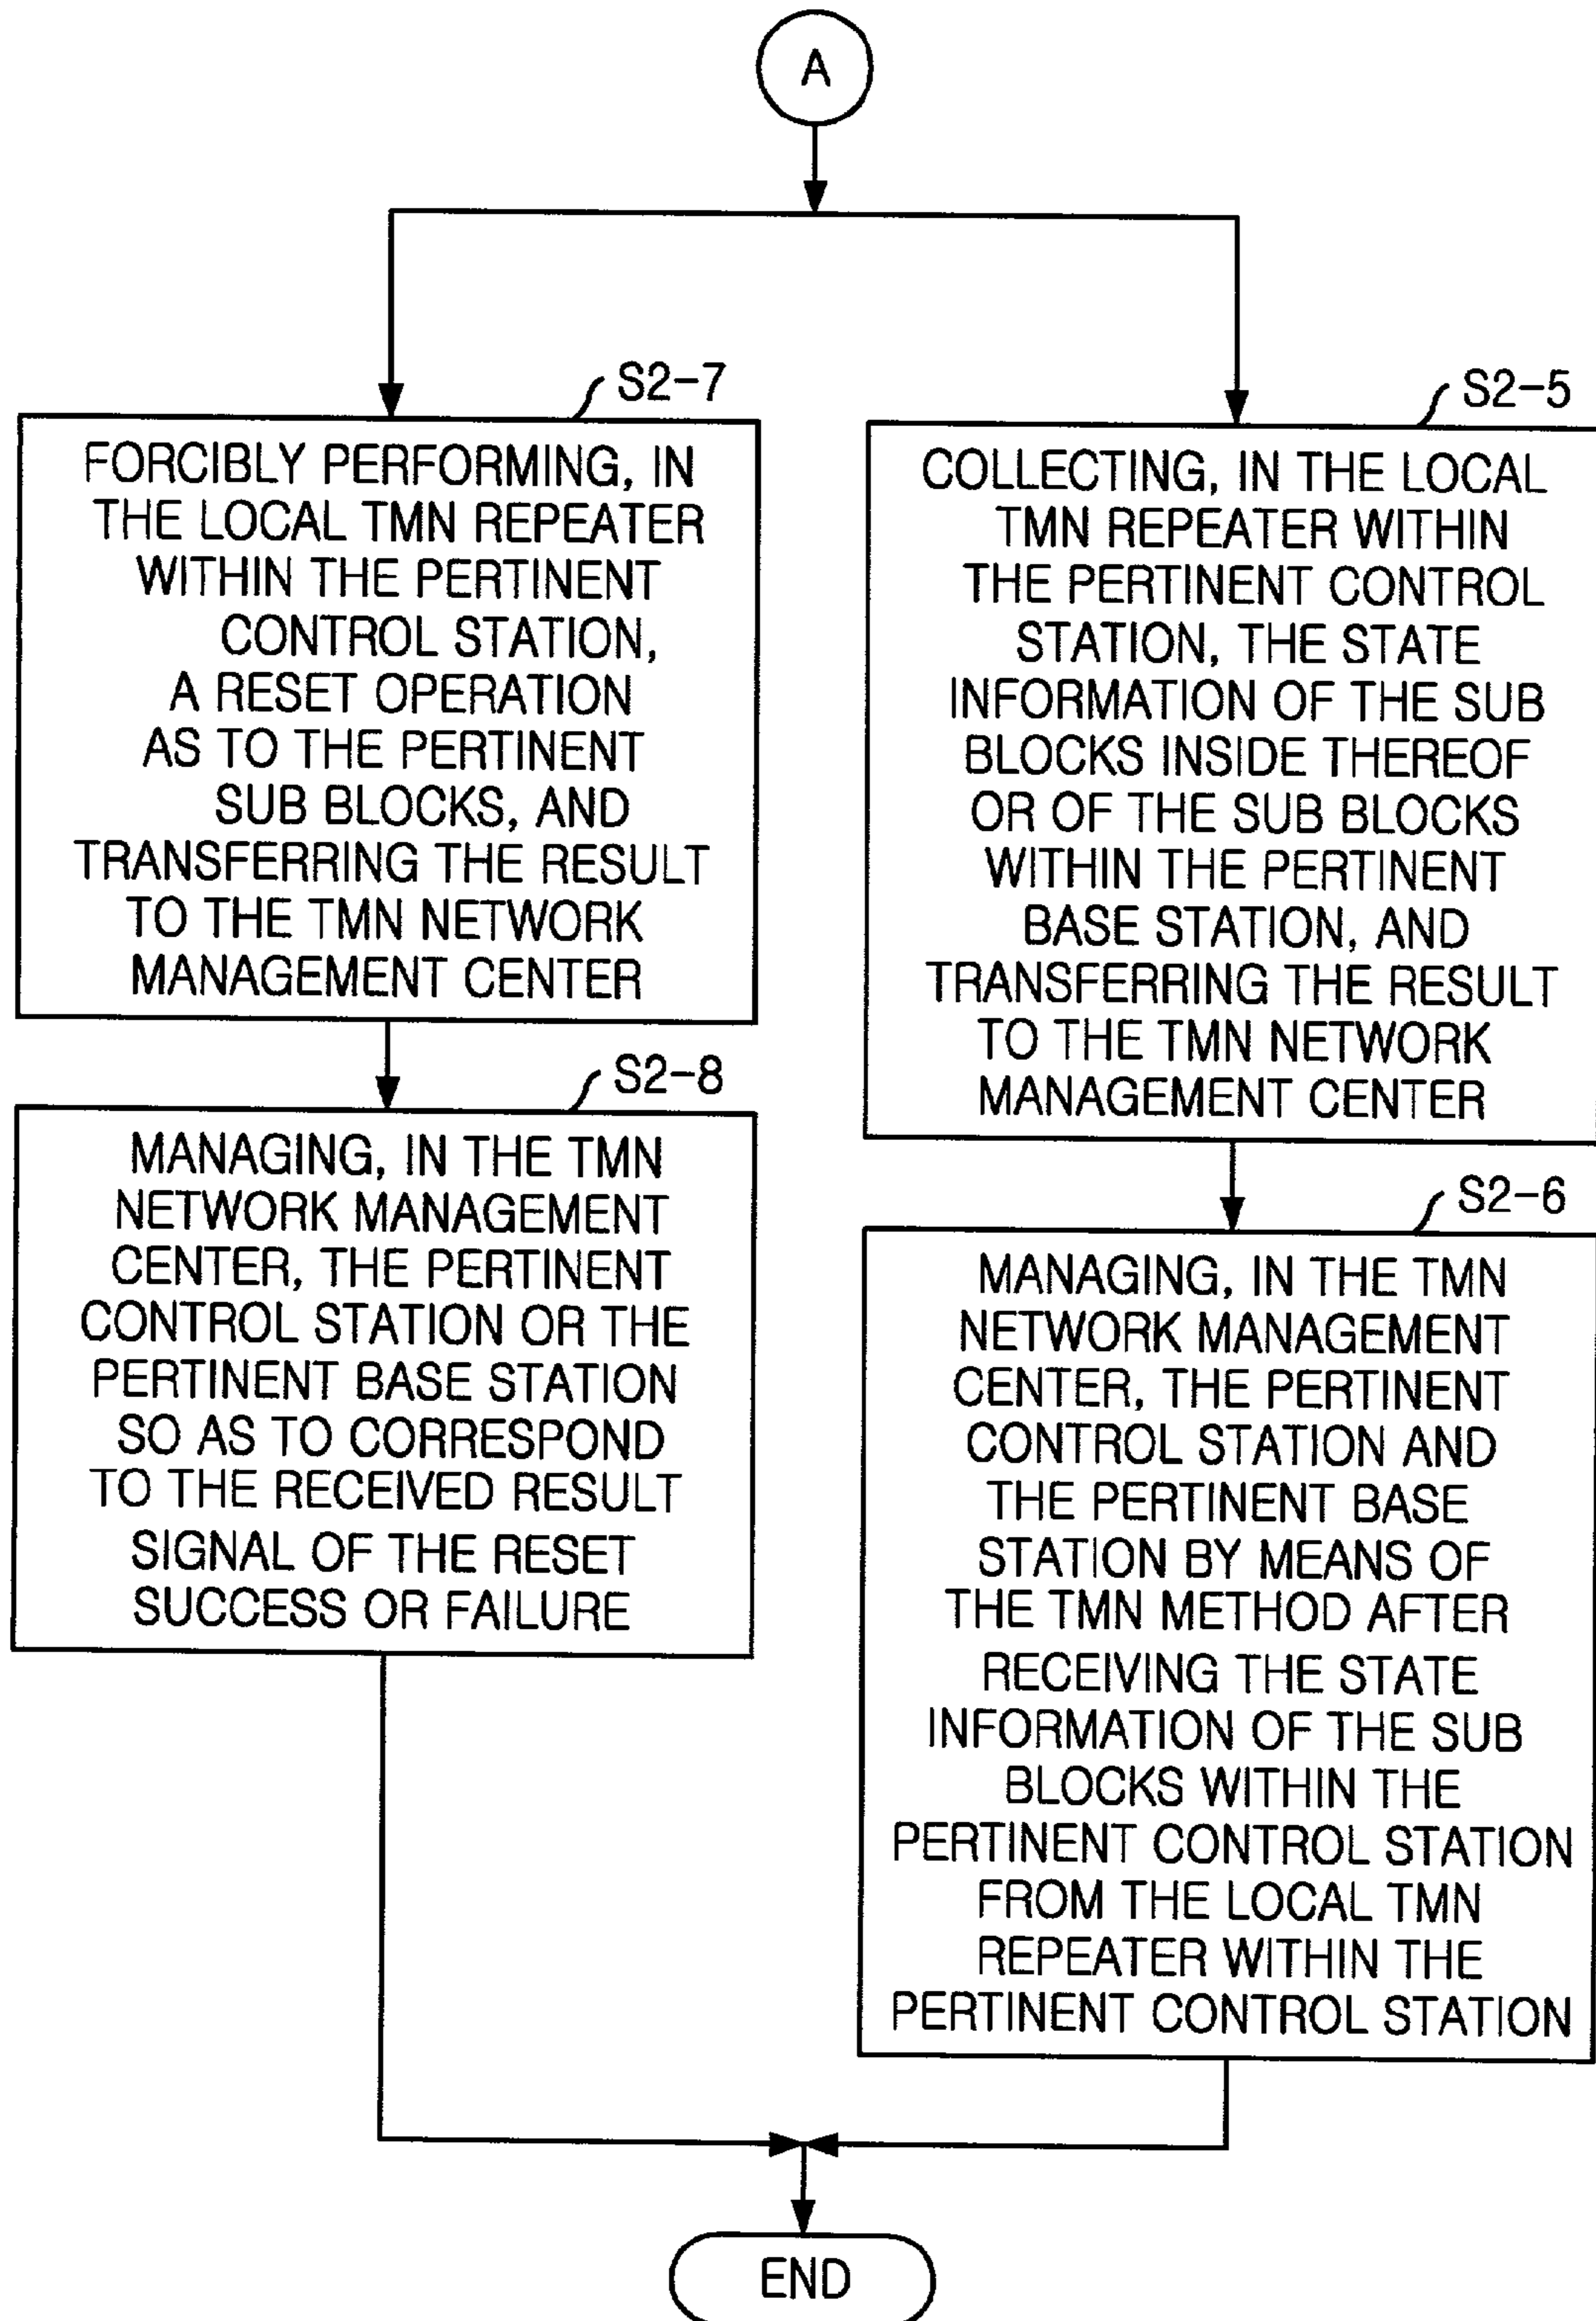 A
S2-7
FORCIBLY PERFORMING, IN
THE LOCAL TMN REPEATER
WITHIN THE PERTINENT
CONTROL STATION,
A RESET OPERATION
AS TO THE PERTINENT
SUB BLOCKS, AND
TRANSFERRING THE RESULT
TO THE TMN NETWORK
MANAGEMENT CENTER
S2-8
MANAGING, IN THE TMN
NETWORK MANAGEMENT
CENTER, THE PERTINENT
CONTROL STATION OR THE
PERTINENT BASE STATION
SO AS TO CORRESPOND
TO THE RECEIVED RESULT
SIGNAL OF THE RESET
SUCCESS OR FAILURE
S2-5
COLLECTING, IN THE LOCAL
TMN REPEATER WITHIN
THE PERTINENT CONTROL
STATION, THE STATE
INFORMATION OF THE SUB
BLOCKS INSIDE THEREOF
OR OF THE SUB BLOCKS
WITHIN THE PERTINENT
BASE STATION, AND
TRANSFERRING THE RESULT
TO THE TMN NETWORK
MANAGEMENT CENTER
S2-6
MANAGING, IN THE TMN
NETWORK MANAGEMENT
CENTER, THE PERTINENT
CONTROL STATION AND
THE PERTINENT BASE
STATION BY MEANS OF
THE TMN METHOD AFTER
RECEIVING THE STATE
INFORMATION OF THE SUB
BLOCKS WITHIN THE
PERTINENT CONTROL STATION
FROM THE LOCAL TMN
REPEATER WITHIN THE
PERTINENT CONTROL STATION
END